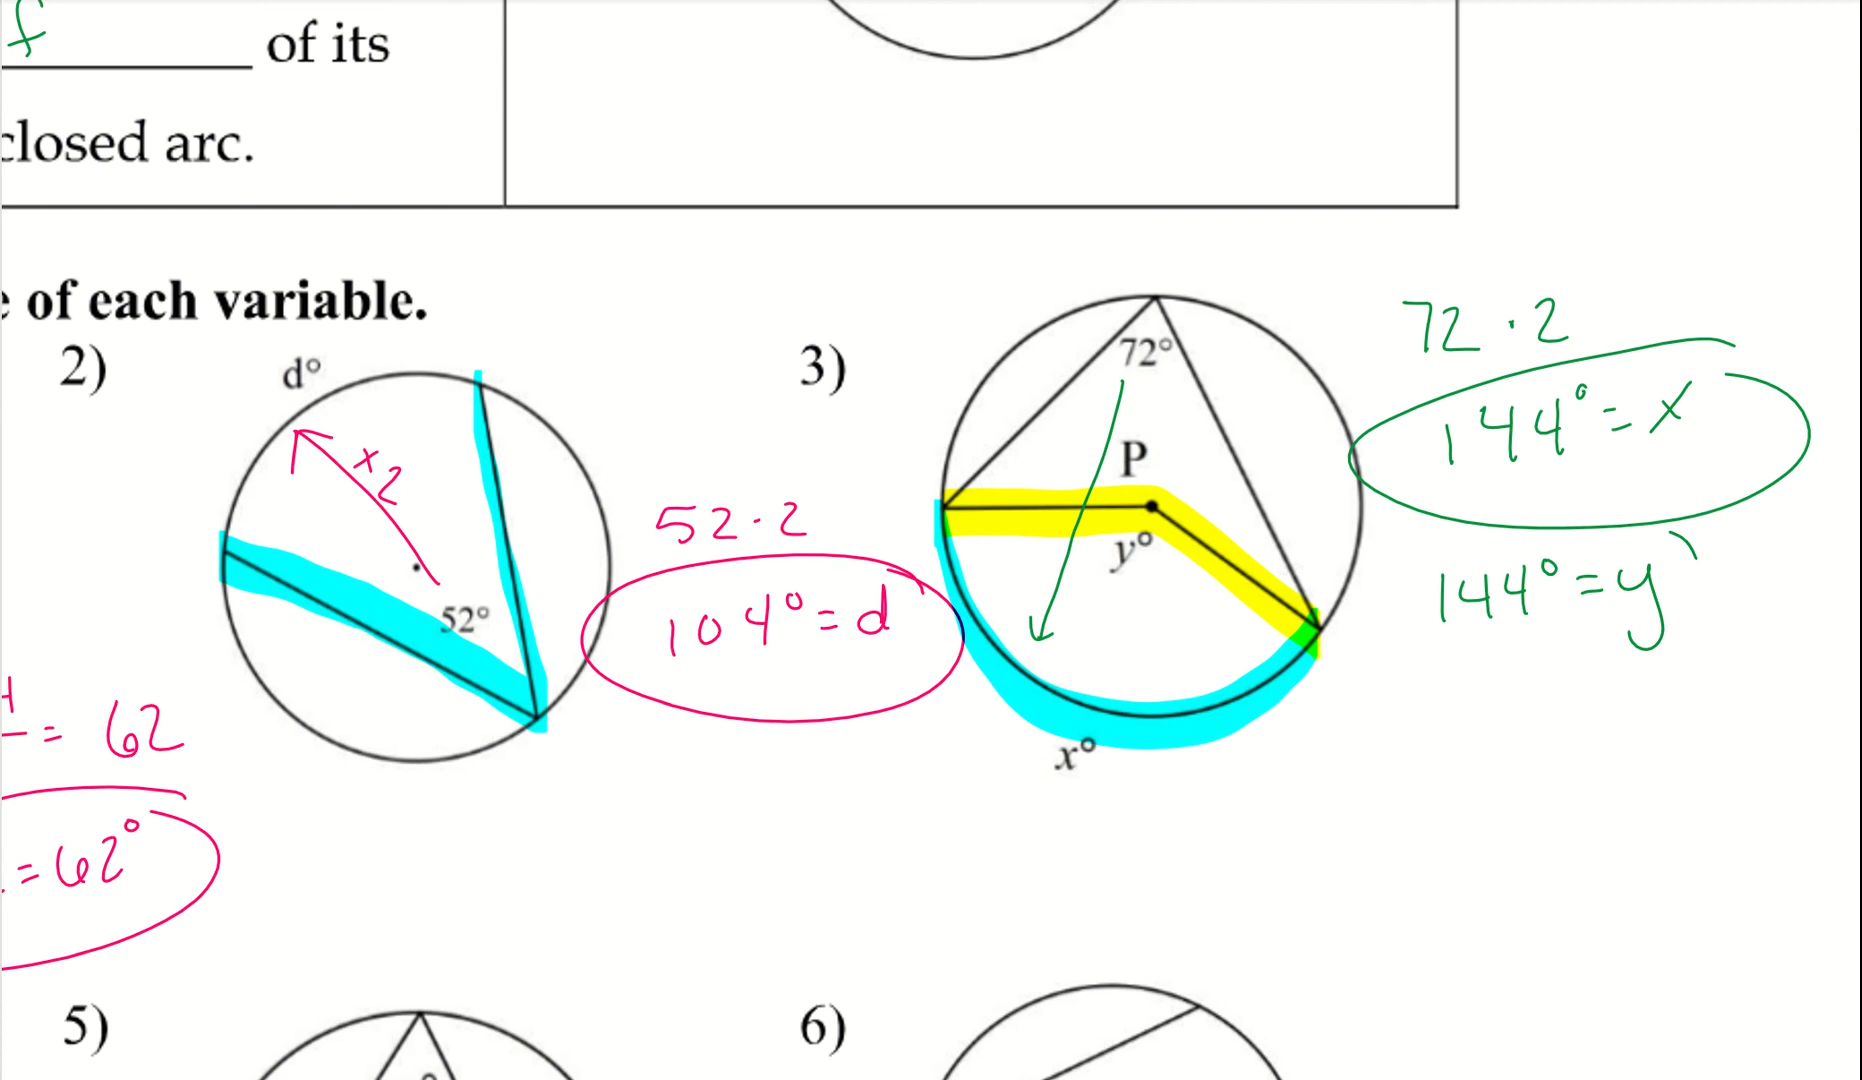 f
of its
closed arc.
e of each variable.
2)
d°
x2
52°
52·2
104° = d
3)
72°
P
y°
x°
72·2
144° = x
144° = y
= 62
= 62°
5)
6)